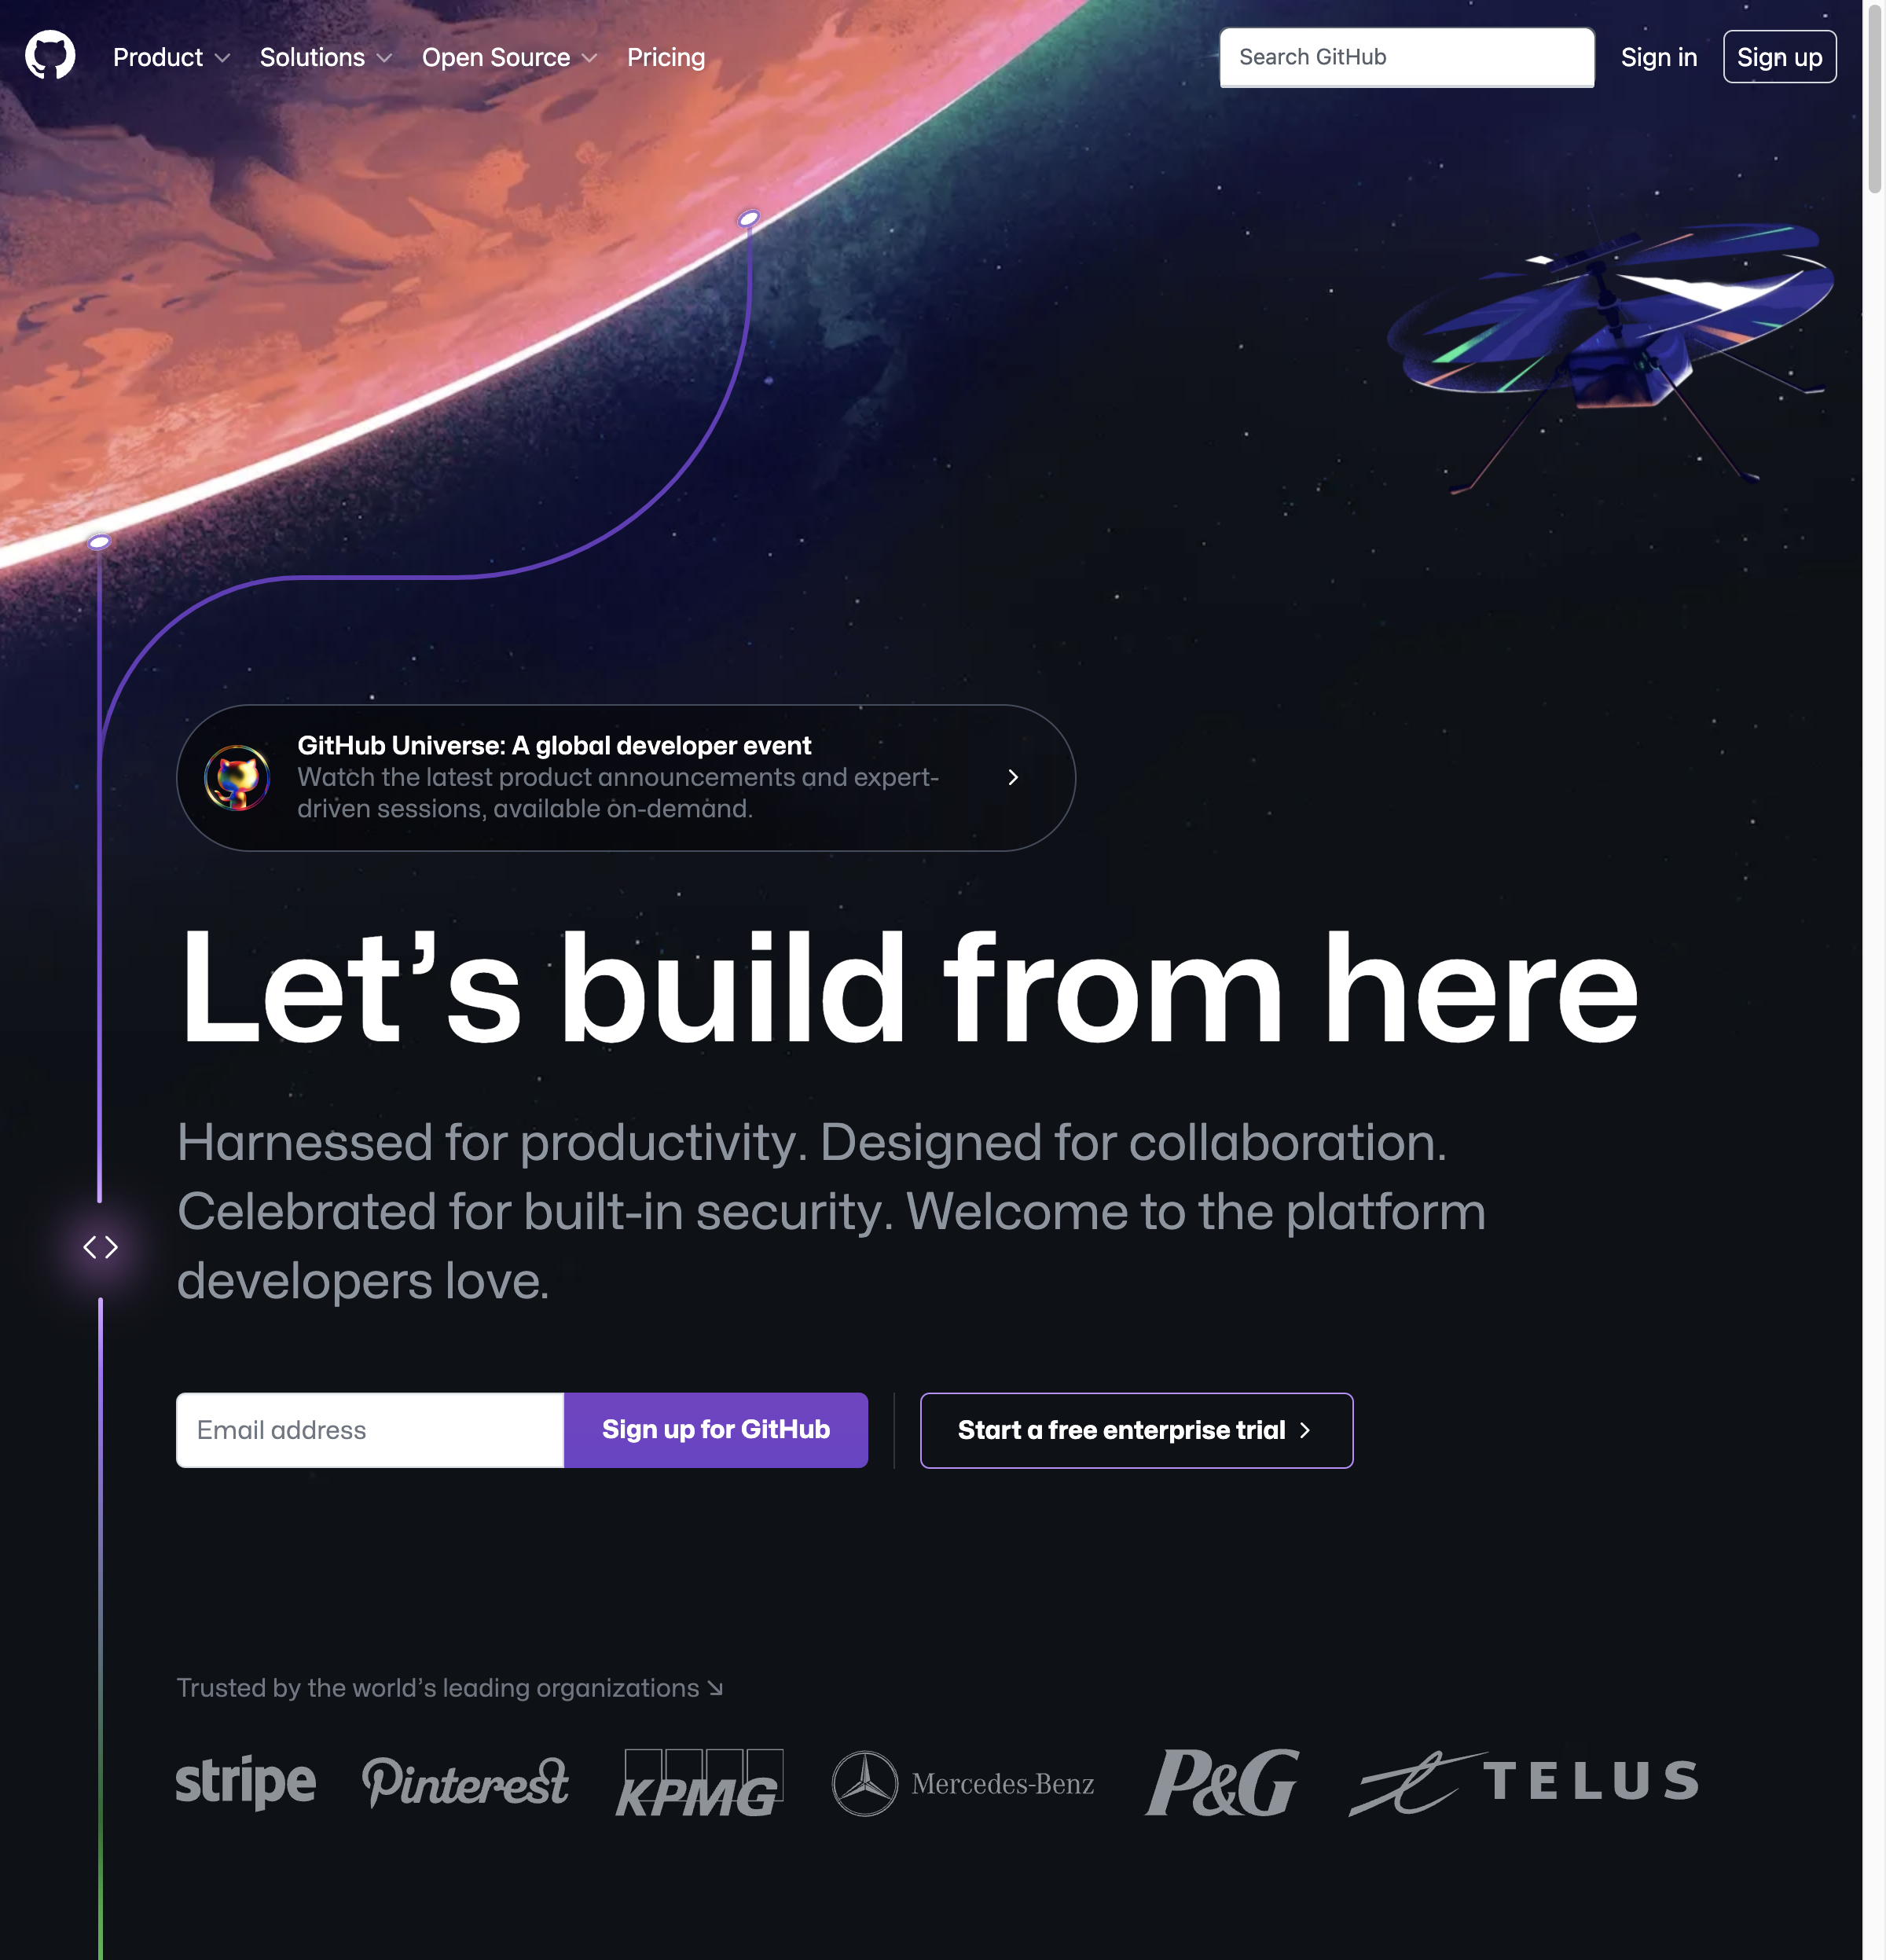 Product
Solutions
Open Source
Pricing
Search GitHub
Sign in
Sign up
GitHub Universe: A global developer event
Watch the latest product announcements and expert-
driven sessions, available on-demand.
Let’s build from here
Harnessed for productivity. Designed for collaboration.
Celebrated for built-in security. Welcome to the platform
developers love.
Email address
Sign up for GitHub
Start a free enterprise trial
Trusted by the world’s leading organizations ↘
stripe
Pinterest
KPMG
Mercedes-Benz
P&G
TELUS